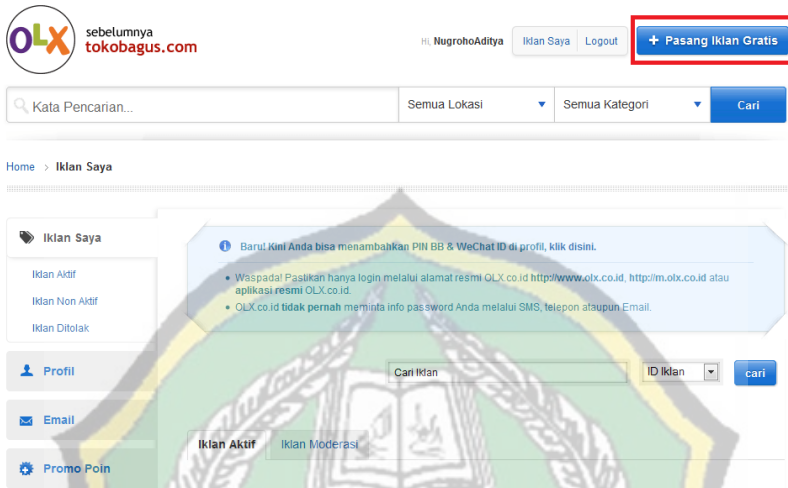 OLX sebelumnya
tokobagus.com
Hi, NugrohoAditya Iklan Saya Logout + Pasang Iklan Gratis
Kata Pencarian... Semua Lokasi Semua Kategori Cari
Home > Iklan Saya
Iklan Saya
Iklan Aktif
Iklan Non Aktif
Iklan Ditolak
Profil
Email
Promo Poin
Baru! Kini Anda bisa menambahkan PIN BB & WeChat ID di profil, klik disini.
• Waspada! Pastikan hanya login melalui alamat resmi OLX.co.id http://www.olx.co.id, http://m.olx.co.id atau
aplikasi resmi OLX.co.id.
• OLX.co.id tidak pernah meminta info password Anda melalui SMS, telepon ataupun Email.
Cari Iklan ID Iklan cari
Iklan Aktif Iklan Moderasi